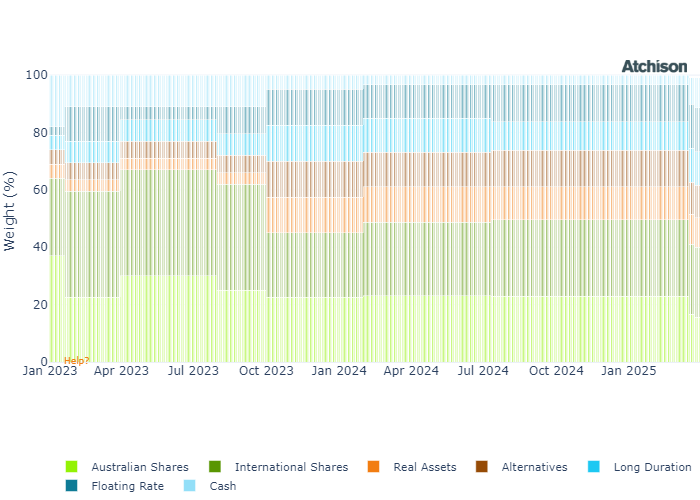 Atchison
100
80
60
40
20
0
Weight (%)
Help?
Jan 2023 Apr 2023 Jul 2023 Oct 2023 Jan 2024 Apr 2024 Jul 2024 Oct 2024 Jan 2025
Australian Shares International Shares Real Assets Alternatives Long Duration
Floating Rate Cash